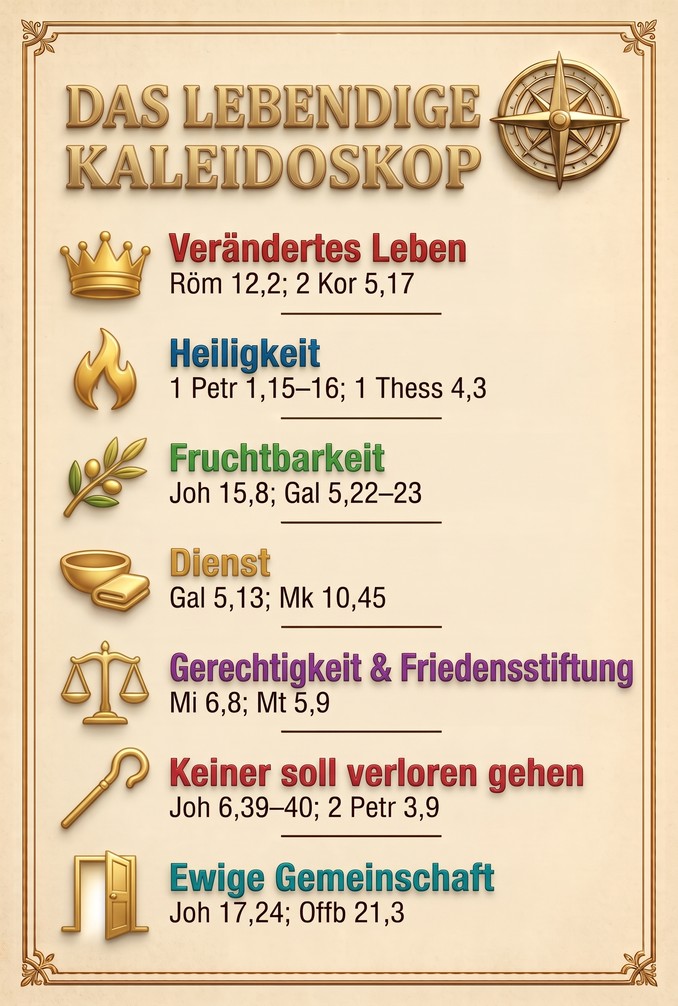 DAS LEBENDIGE
KALEIDOSKOP
Verändertes Leben
Röm 12,2; 2 Kor 5,17
Heiligkeit
1 Petr 1,15–16; 1 Thess 4,3
Fruchtbarkeit
Joh 15,8; Gal 5,22–23
Dienst
Gal 5,13; Mk 10,45
Gerechtigkeit & Friedensstiftung
Mi 6,8; Mt 5,9
Keiner soll verloren gehen
Joh 6,39–40; 2 Petr 3,9
Ewige Gemeinschaft
Joh 17,24; Offb 21,3